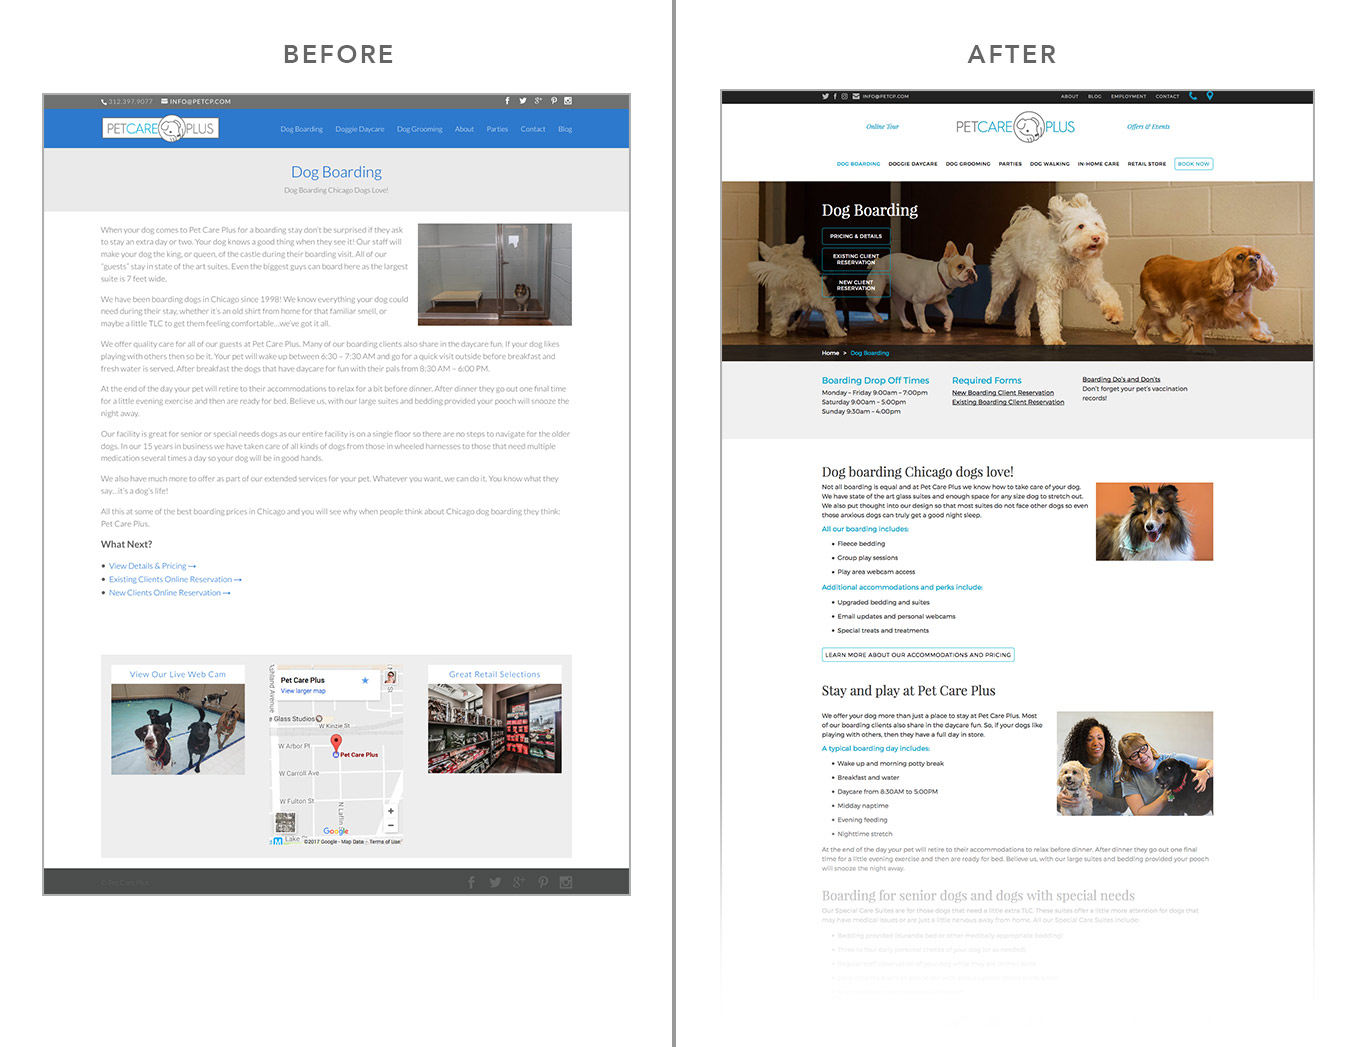 BEFORE
312.397.9077
INFO@PETCP.COM
PETCARE PLUS
Dog Boarding
Doggie Daycare
Dog Grooming
About
Parties
Contact
Blog
Dog Boarding
Dog Boarding Chicago Dogs Love!
When your dog comes to Pet Care Plus for a boarding stay don't be surprised if they ask
to stay an extra day or two. Your dog knows a good thing when they see it! Our staff will
make your dog the king, or queen, of the castle during their boarding visit. All of our
"guests" stay in state of the art suites. Even the biggest guys can board here as the largest
suite is 7 feet wide.
We have been boarding dogs in Chicago since 1998! We know everything your dog could
need during their stay, whether it's an old shirt from home for that familiar smell, or
maybe a little TLC to get them feeling comfortable...we've got it all.
We offer quality care for all of our guests at Pet Care Plus. Many of our boarding clients also share in the daycare fun. If your dog likes
playing with others then so be it. Your pet will wake up between 6:30 – 7:30 AM and go for a quick visit outside before breakfast and
fresh water is served. After breakfast the dogs that have daycare for fun with their pals from 8:30 AM – 6:00 PM.
At the end of the day your pet will retire to their accommodations to relax for a bit before dinner. After dinner they go out one final time
for a little evening exercise and then are ready for bed. Believe us, with our large suites and bedding provided your pooch will snooze the
night away.
Our facility is great for senior or special needs dogs as our entire facility is on a single floor so there are no steps to navigate for the older
dogs. In our 15 years in business we have taken care of all kinds of dogs from those in wheeled harnesses to those that need multiple
medication several times a day so your dog will be in good hands.
We also have much more to offer as part of our extended services for your pet. Whatever you want, we can do it. You know what they
say...it's a dog's life!
All this at some of the best boarding prices in Chicago and you will see why when people think about Chicago dog boarding they think:
Pet Care Plus.
What Next?
• View Details & Pricing →
• Existing Clients Online Reservation →
• New Clients Online Reservation →
View Our Live Web Cam
Pet Care Plus
View larger map
Ashland Avenue
e Glass Studios
W Kinzie St
W Arbor Pl
Pet Care Plus
W Carroll Ave
W Fulton St
Lake
Google
©2017 Google - Map Data - Terms of Use
Great Retail Selections
© Pet Care Plus
AFTER
INFO@PETCP.COM
ABOUT
BLOG
EMPLOYMENT
CONTACT
Online Tour
PETCARE PLUS
Offers & Events
DOG BOARDING
DOGGIE DAYCARE
DOG GROOMING
PARTIES
DOG WALKING
IN-HOME CARE
RETAIL STORE
BOOK NOW
Dog Boarding
PRICING & DETAILS
EXISTING CLIENT
RESERVATION
NEW CLIENT
RESERVATION
Home > Dog Boarding
Boarding Drop Off Times
Monday – Friday 9:00am – 7:00pm
Saturday 9:00am – 5:00pm
Sunday 9:30am – 4:00pm
Required Forms
New Boarding Client Reservation
Existing Boarding Client Reservation
Boarding Do's and Don'ts
Don't forget your pet's vaccination
records!
Dog boarding Chicago dogs love!
Not all boarding is equal and at Pet Care Plus we know how to take care of your dog.
We have state of the art glass suites and enough space for any size dog to stretch out.
We also put thought into our design so that most suites do not face other dogs so even
those anxious dogs can truly get a good night sleep.
All our boarding includes:
• Fleece bedding
• Group play sessions
• Play area webcam access
Additional accommodations and perks include:
• Upgraded bedding and suites
• Email updates and personal webcams
• Special treats and treatments
LEARN MORE ABOUT OUR ACCOMMODATIONS AND PRICING
Stay and play at Pet Care Plus
We offer your dog more than just a place to stay at Pet Care Plus. Most
of our boarding clients also share in the daycare fun. So, if your dogs like
playing with others, then they have a full day in store.
A typical boarding day includes:
• Wake up and morning potty break
• Breakfast and water
• Daycare from 8:30AM to 5:00PM
• Midday naptime
• Evening feeding
• Nighttime stretch
At the end of the day your pet will retire to their accommodations to relax before dinner. After dinner they go out one final
time for a little evening exercise and then are ready for bed. Believe us, with our large suites and bedding provided your pooch
will snooze the night away.
Boarding for senior dogs and dogs with special needs
Our Special Care Suites are for those dogs that need a little extra TLC. These suites offer a little more attention for dogs that
may have medical issues or are just a little nervous away from home. All our Special Care Suites include: